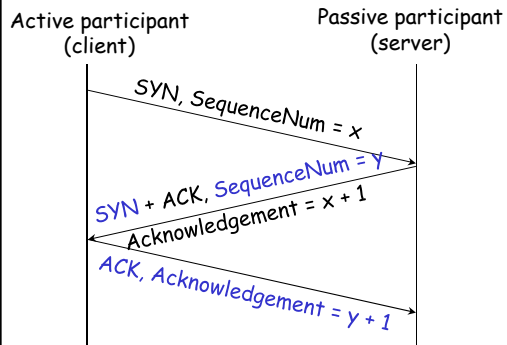 Active participant
(client)
Passive participant
(server)
SYN, SequenceNum = x
SYN + ACK, SequenceNum = y
Acknowledgement = x + 1
ACK, Acknowledgement = y + 1